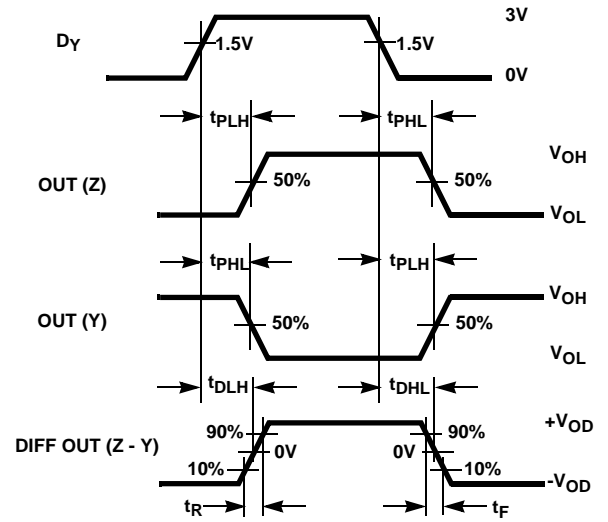 3V
DY
1.5V
1.5V
0V
tPLH
tPHL
VOH
OUT (Z)
50%
50%
VOL
tPHL
tPLH
VOH
OUT (Y)
50%
50%
VOL
tDLH
tDHL
+VOD
90%
90%
DIFF OUT (Z - Y)
0V
0V
10%
10%
-VOD
tR
tF